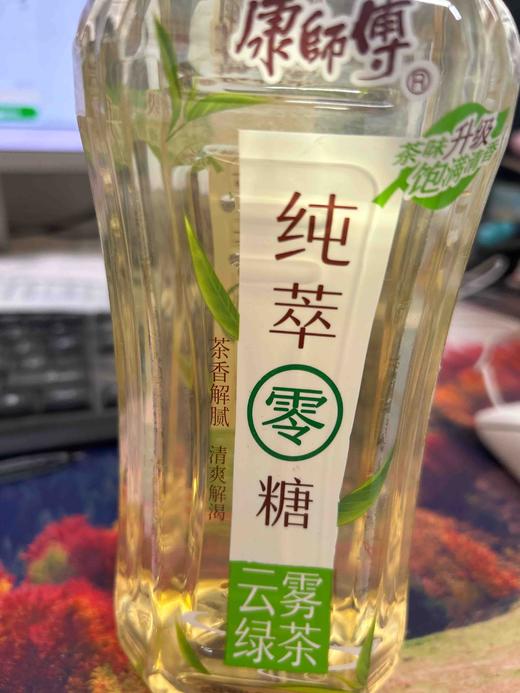 康師傅
®
茶味升级
饱满清香
纯萃零糖
茶香解腻
清爽解渴
云雾
绿茶